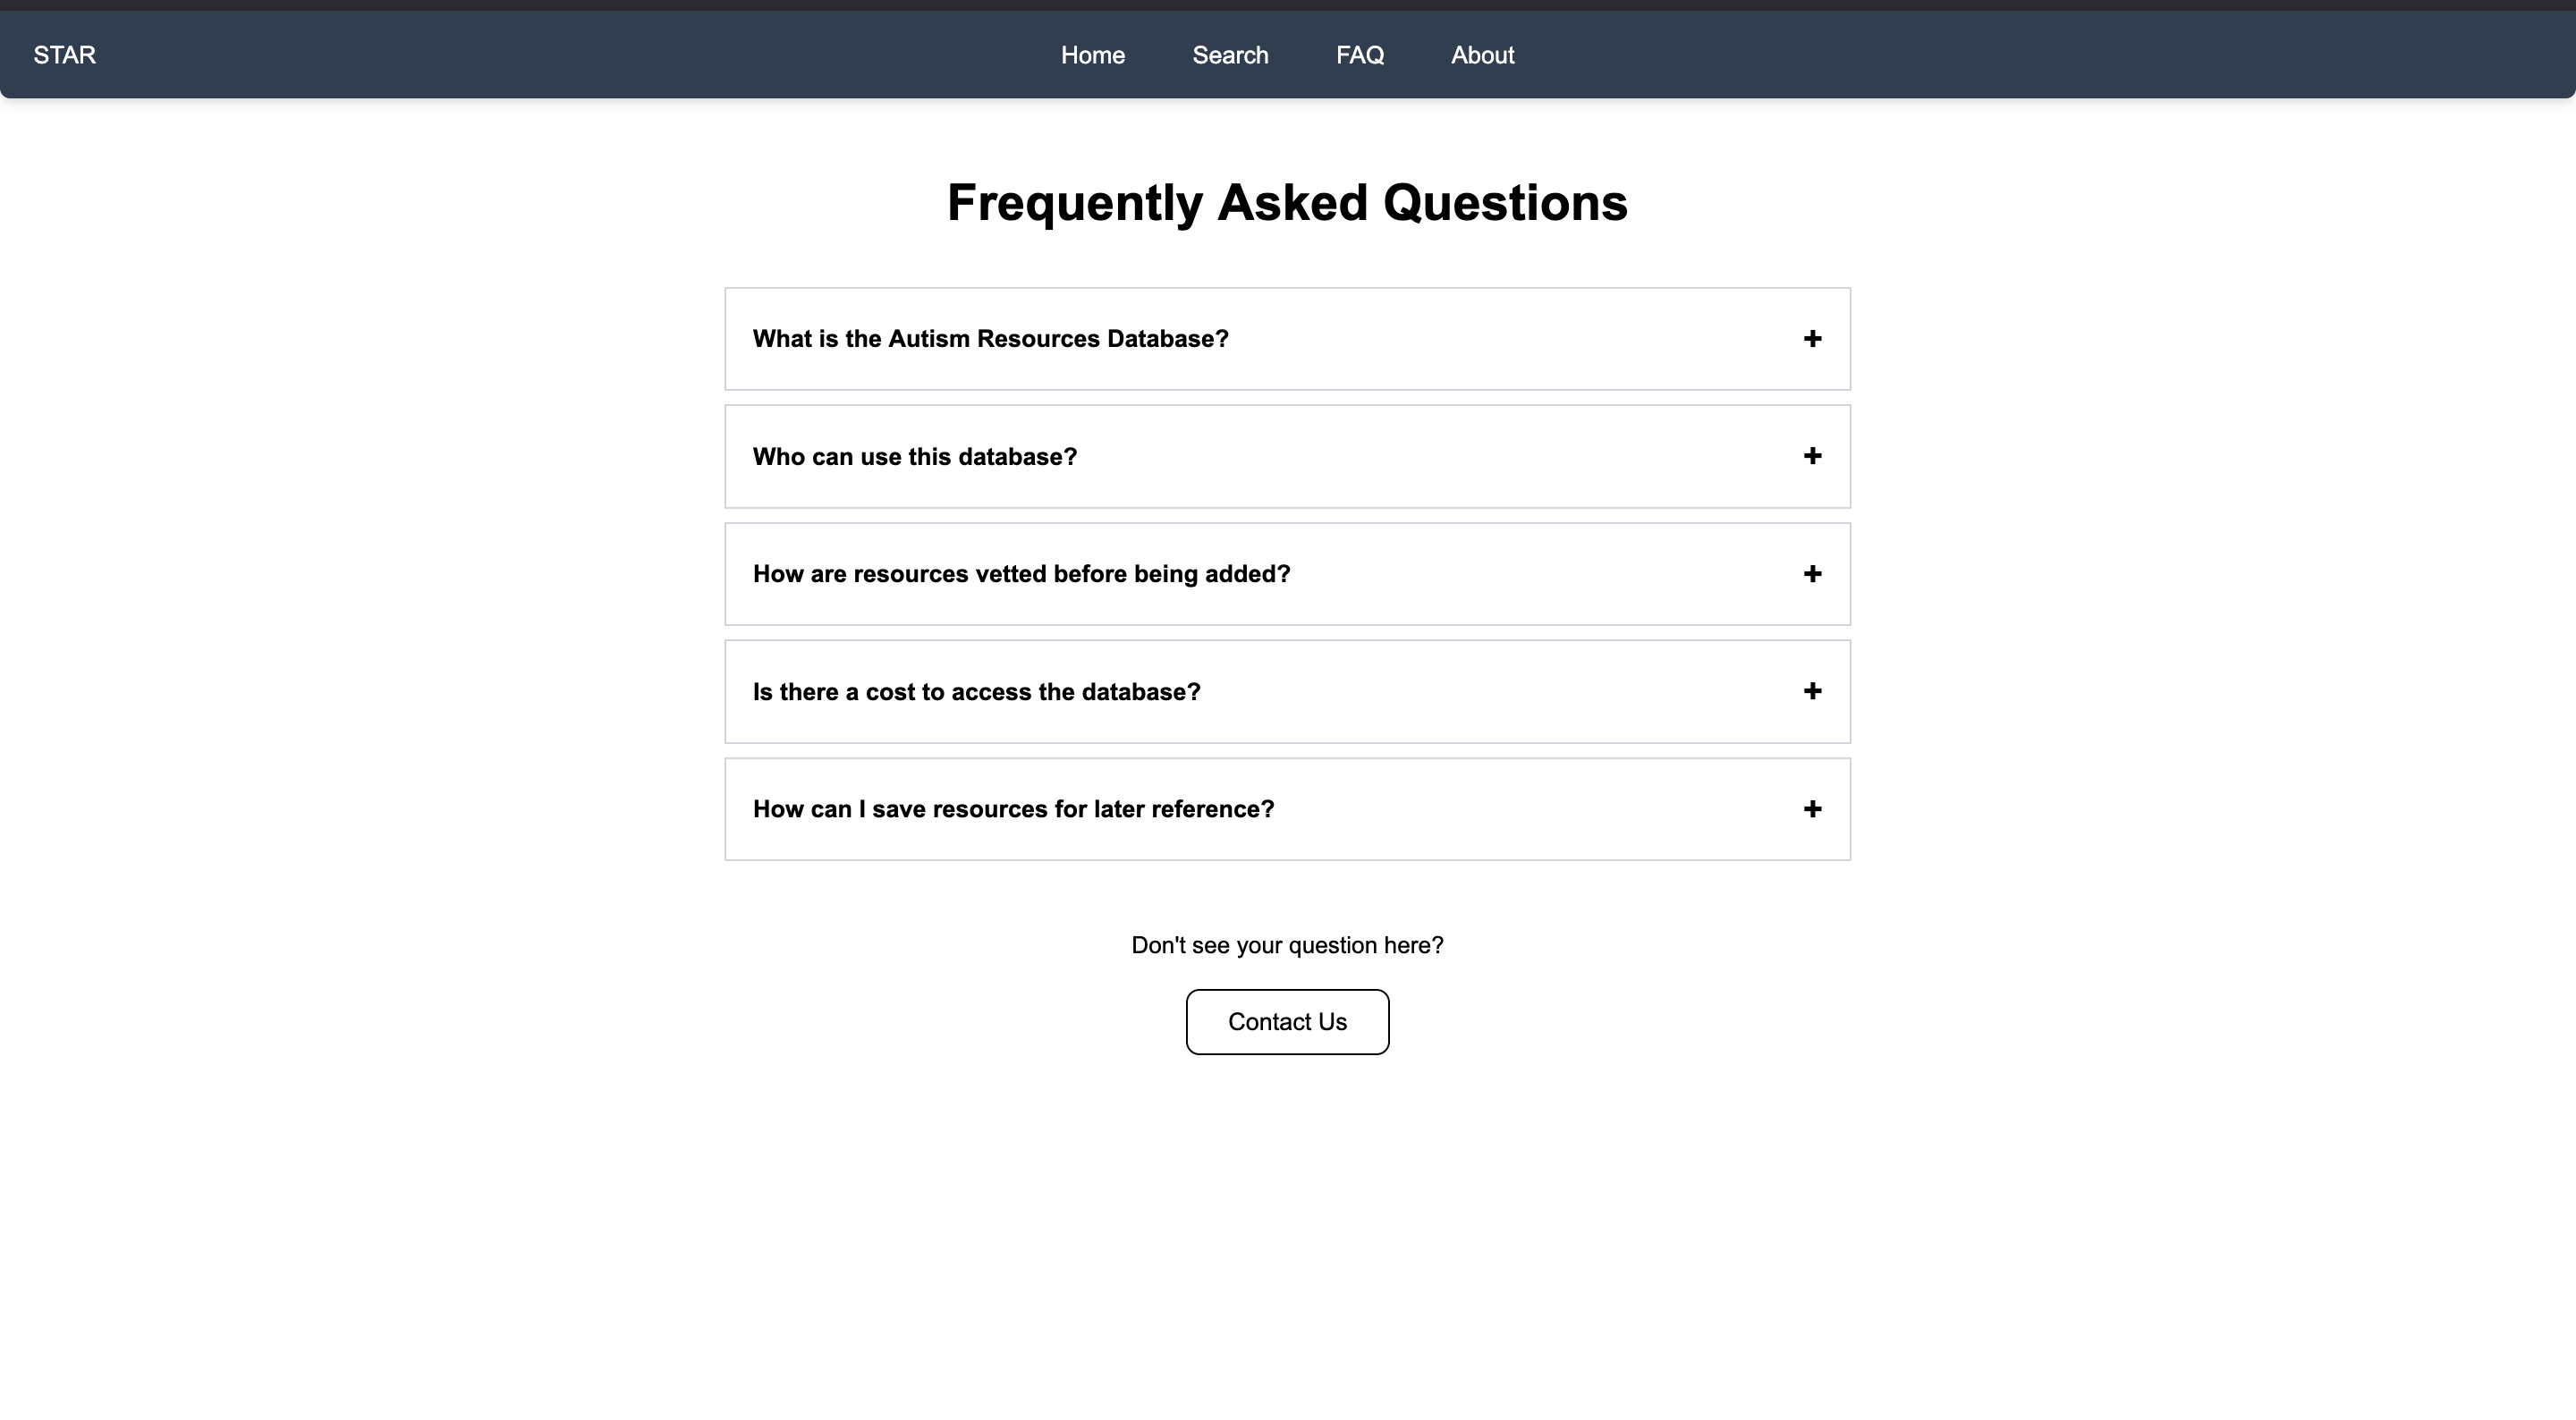 STAR
Home Search FAQ About
Frequently Asked Questions
What is the Autism Resources Database? +
Who can use this database? +
How are resources vetted before being added? +
Is there a cost to access the database? +
How can I save resources for later reference? +
Don't see your question here?
Contact Us